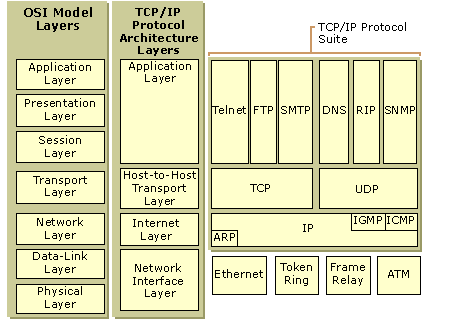 OSI Model
Layers
Application
Layer
Presentation
Layer
Session
Layer
Transport
Layer
Network
Layer
Data-Link
Layer
Physical
Layer
TCP/IP
Protocol
Architecture
Layers
Application
Layer
Host-to-Host
Transport
Layer
Internet
Layer
Network
Interface
Layer
TCP/IP Protocol
Suite
Telnet
FTP
SMTP
DNS
RIP
SNMP
TCP
UDP
IP
IGMP
ICMP
ARP
Ethernet
Token
Ring
Frame
Relay
ATM